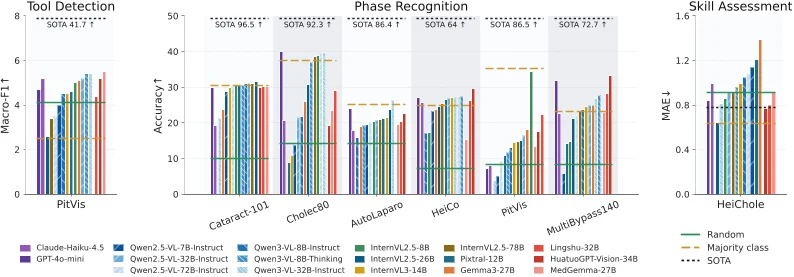 Tool Detection
Phase Recognition
Skill Assessment
Macro-F1↑
8
6
4
2
0
SOTA 41.7 ↑
PitVis
Accuracy↑
50
40
30
20
10
0
SOTA 96.5 ↑
SOTA 92.3 ↑
SOTA 86.4 ↑
SOTA 64 ↑
SOTA 86.5 ↑
SOTA 72.7 ↑
Cataract-101
Cholec80
AutoLaparo
HeiCo
PitVis
MultiBypass140
MAE↓
1.6
1.2
0.8
0.4
0.0
HeiChole
Claude-Haiku-4.5
GPT-4o-mini
Qwen2.5-VL-7B-Instruct
Qwen2.5-VL-32B-Instruct
Qwen2.5-VL-72B-Instruct
Qwen3-VL-8B-Instruct
Qwen3-VL-8B-Thinking
Qwen3-VL-32B-Instruct
InternVL2.5-8B
InternVL2.5-26B
InternVL3-14B
InternVL2.5-78B
Pixtral-12B
Gemma3-27B
Lingshu-32B
HuatuoGPT-Vision-34B
MedGemma-27B
Random
Majority class
SOTA